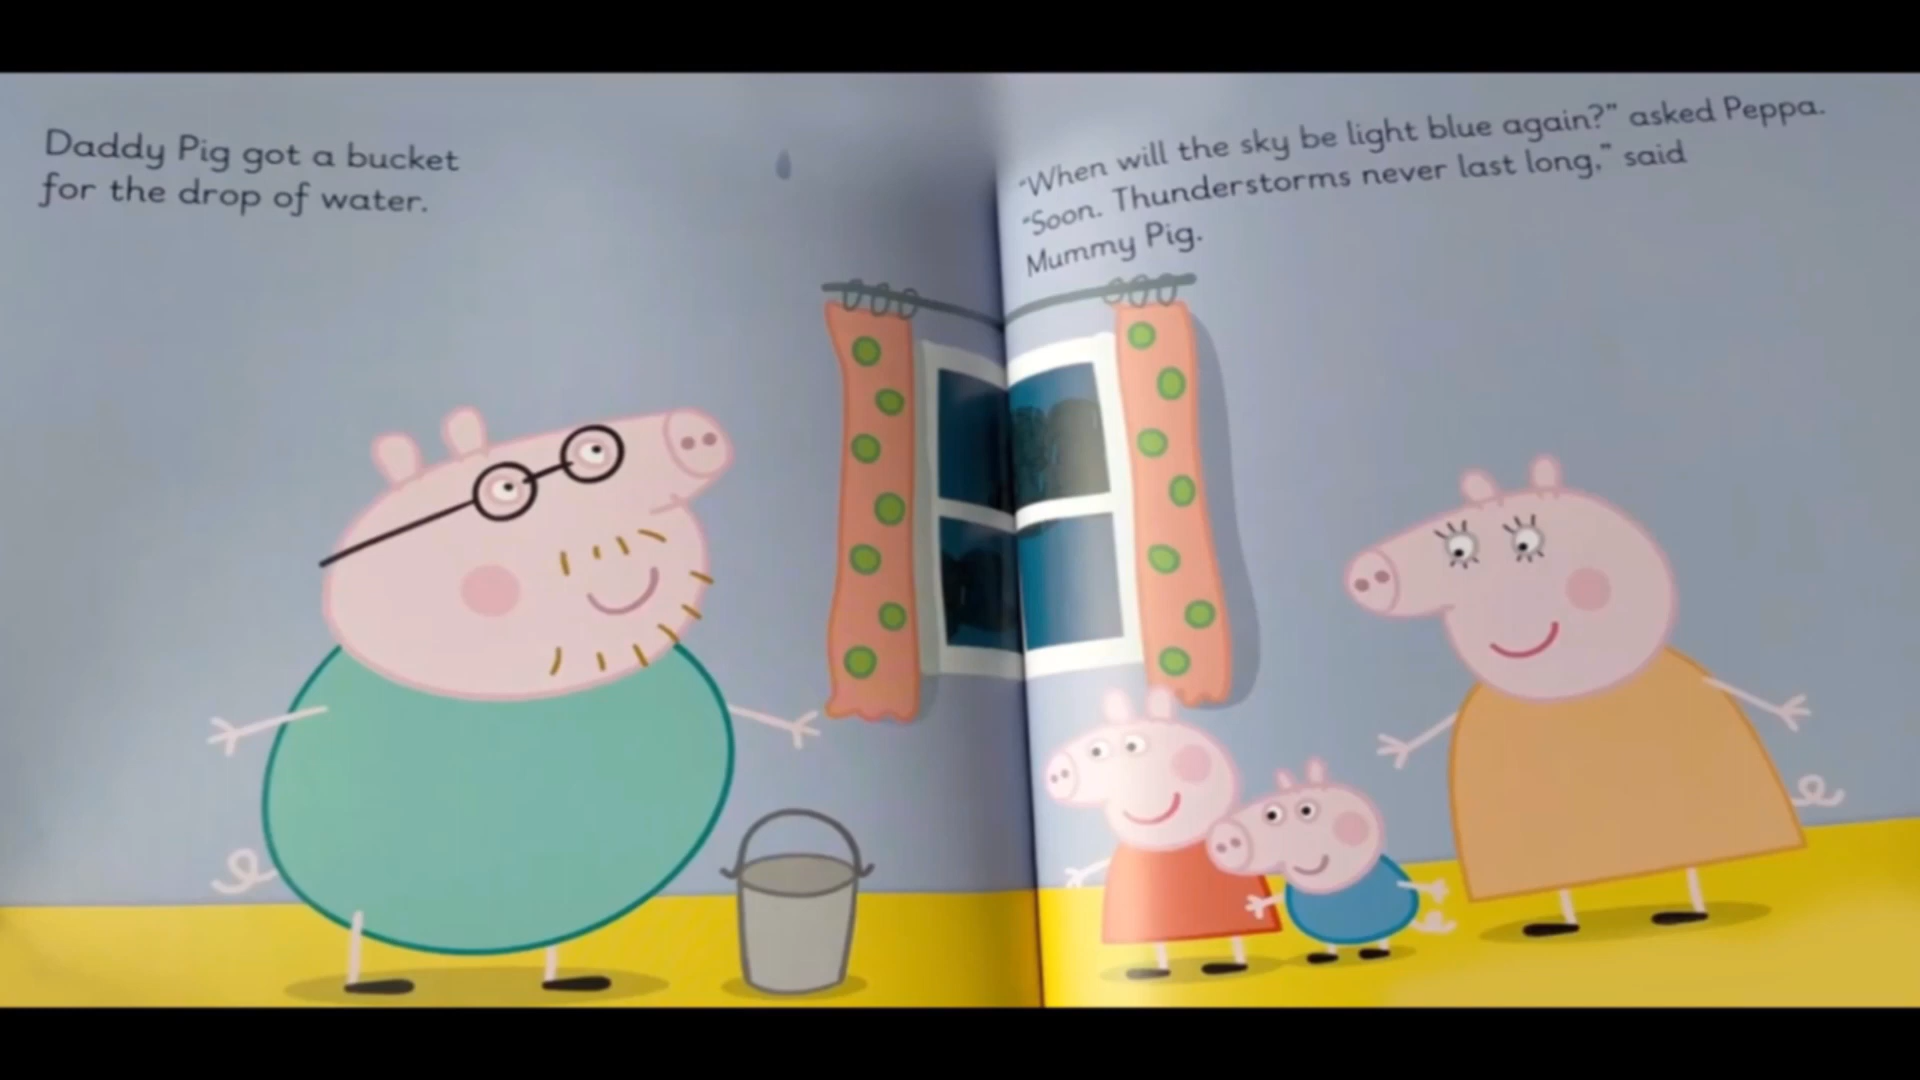 Daddy Pig got a bucket
for the drop of water.
“When will the sky be light blue again?” asked Peppa.
“Soon. Thunderstorms never last long,” said
Mummy Pig.